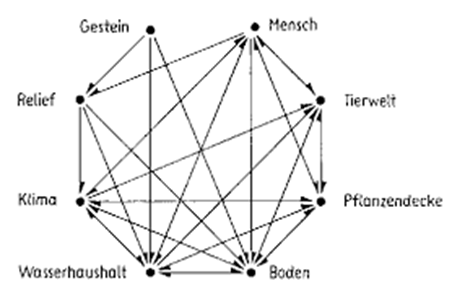 Gestein
Mensch
Relief
Tierwelt
Klima
Pflanzendecke
Wasserhaushalt
Boden